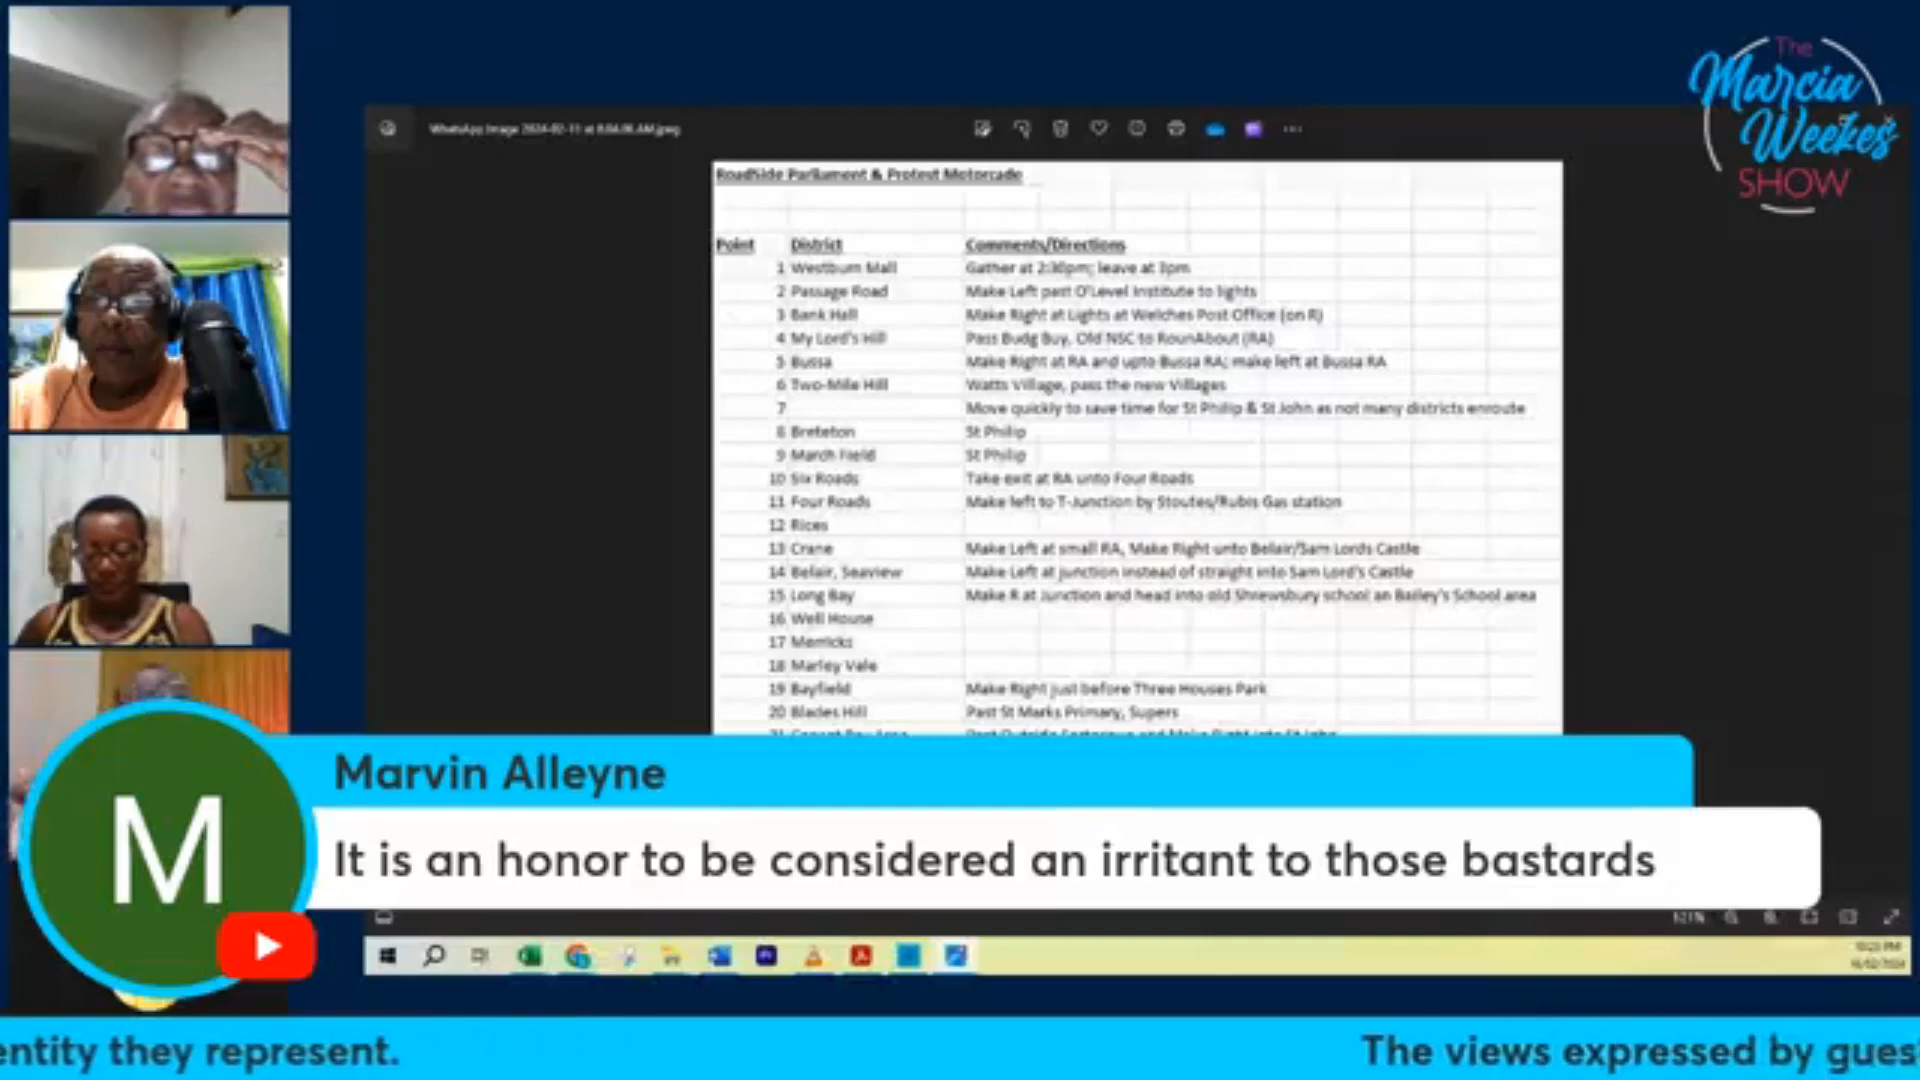 The
Marcia
Weekes
SHOW
WhatsApp Image 2024-02-11 at
RoadSide Parliament & Protest Motorcade
Point District Comments/Directions
1 Westburn Mall Gather at 2:30pm; leave at 3pm
2 Passage Road Make Left past O'Level Institute to lights
3 Bank Hall Make Right at Lights at Welches Post Office (on R)
4 My Lord's Hill Pass Budg Buy, Old NSC to RounAbout (RA)
5 Bussa Make Right at RA and upto Bussa RA; make left at Bussa RA
6 Two-Mile Hill Watts Village, pass the new Villages
7 Move quickly to save time for St Philip & St John as not many districts enroute
8 Breteton St Philip
9 March Field St Philip
10 Six Roads Take exit at RA unto Four Roads
11 Four Roads Make left to T-Junction by Stoutes/Rubis Gas station
12 Rices
13 Crane Make Left at small RA, Make Right unto Belair/Sam Lords Castle
14 Belair, Seaview Make Left at junction instead of straight into Sam Lord's Castle
15 Long Bay Make R at Junction and head into old Shrewsbury school an Bailey's School area
16 Well House
17 Merricks
18 Marley Vale
19 Bayfield Make Right just before Three Houses Park
20 Blades Hill Past St Marks Primary, Supers
M
Marvin Alleyne
It is an honor to be considered an irritant to those bastards
entity they represent. The views expressed by gues